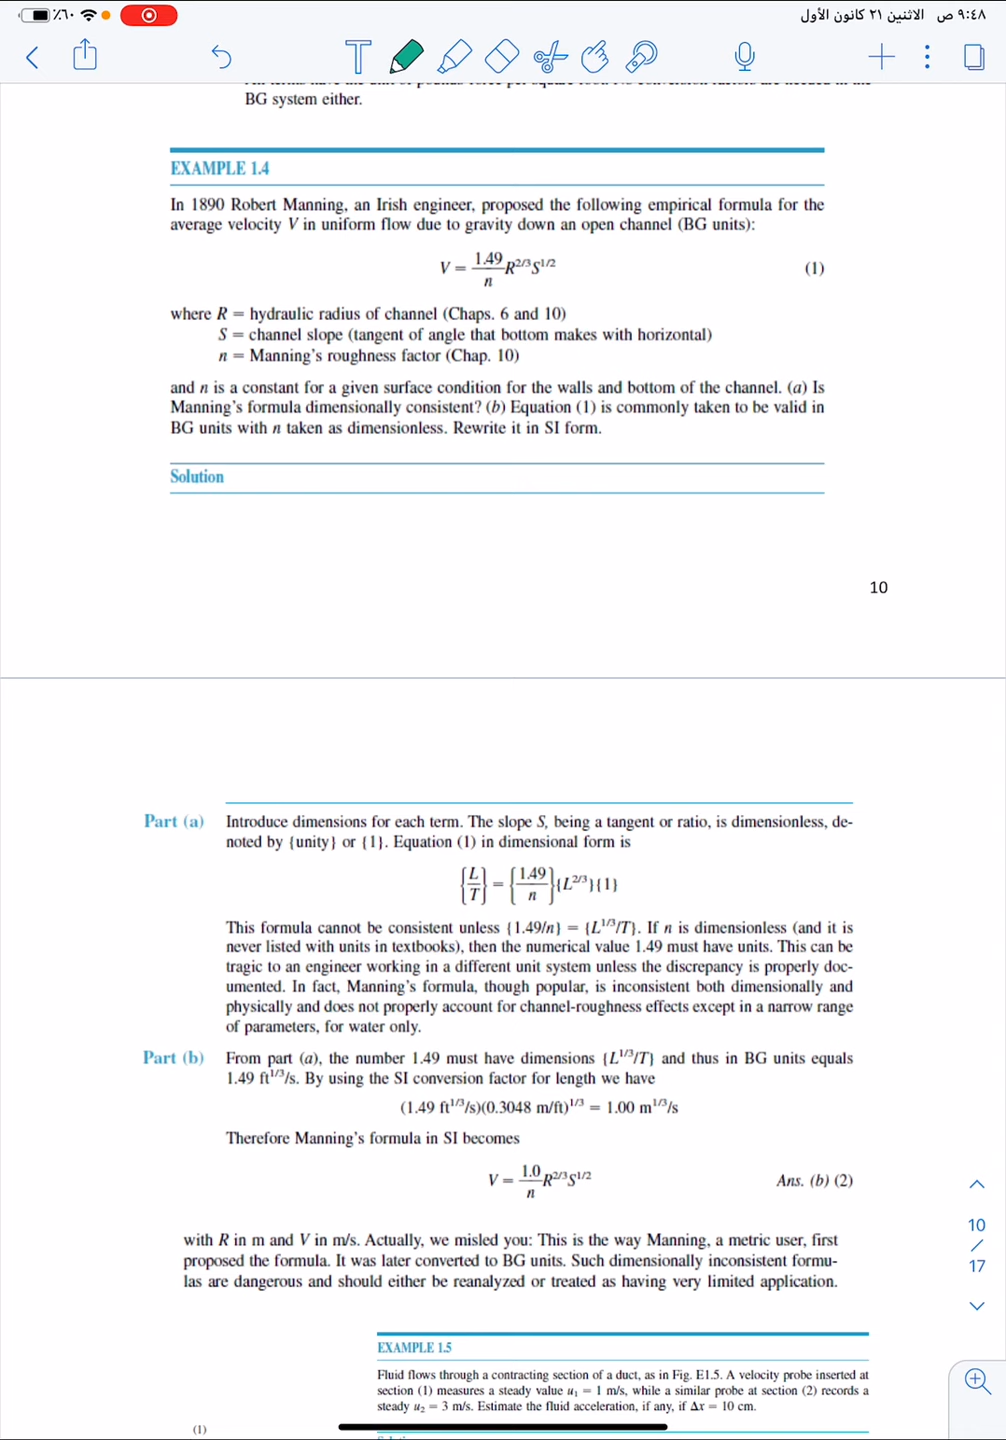 ٩:٤٨ ص الاثنين ٢١ كانون الأول
٪٦٠
BG system either.
EXAMPLE 1.4
In 1890 Robert Manning, an Irish engineer, proposed the following empirical formula for the
average velocity V in uniform flow due to gravity down an open channel (BG units):
V = 1.49/n R^2/3 S^1/2 (1)
where R = hydraulic radius of channel (Chaps. 6 and 10)
S = channel slope (tangent of angle that bottom makes with horizontal)
n = Manning's roughness factor (Chap. 10)
and n is a constant for a given surface condition for the walls and bottom of the channel. (a) Is
Manning's formula dimensionally consistent? (b) Equation (1) is commonly taken to be valid in
BG units with n taken as dimensionless. Rewrite it in SI form.
Solution
10
Part (a) Introduce dimensions for each term. The slope S, being a tangent or ratio, is dimensionless, de-
noted by {unity} or {1}. Equation (1) in dimensional form is
{L/T} = {1.49/n}{L^2/3}{1}
This formula cannot be consistent unless {1.49/n} = {L^1/3/T}. If n is dimensionless (and it is
never listed with units in textbooks), then the numerical value 1.49 must have units. This can be
tragic to an engineer working in a different unit system unless the discrepancy is properly doc-
umented. In fact, Manning's formula, though popular, is inconsistent both dimensionally and
physically and does not properly account for channel-roughness effects except in a narrow range
of parameters, for water only.
Part (b) From part (a), the number 1.49 must have dimensions {L^1/3/T} and thus in BG units equals
1.49 ft^1/3/s. By using the SI conversion factor for length we have
(1.49 ft^1/3/s)(0.3048 m/ft)^1/3 = 1.00 m^1/3/s
Therefore Manning's formula in SI becomes
V = 1.0/n R^2/3 S^1/2 Ans. (b) (2)
with R in m and V in m/s. Actually, we misled you: This is the way Manning, a metric user, first
proposed the formula. It was later converted to BG units. Such dimensionally inconsistent formu-
las are dangerous and should either be reanalyzed or treated as having very limited application.
10
/
17
EXAMPLE 1.5
Fluid flows through a contracting section of a duct, as in Fig. E1.5. A velocity probe inserted at
section (1) measures a steady value u₁ = 1 m/s, while a similar probe at section (2) records a
steady u₂ = 3 m/s. Estimate the fluid acceleration, if any, if Δx = 10 cm.
(1)